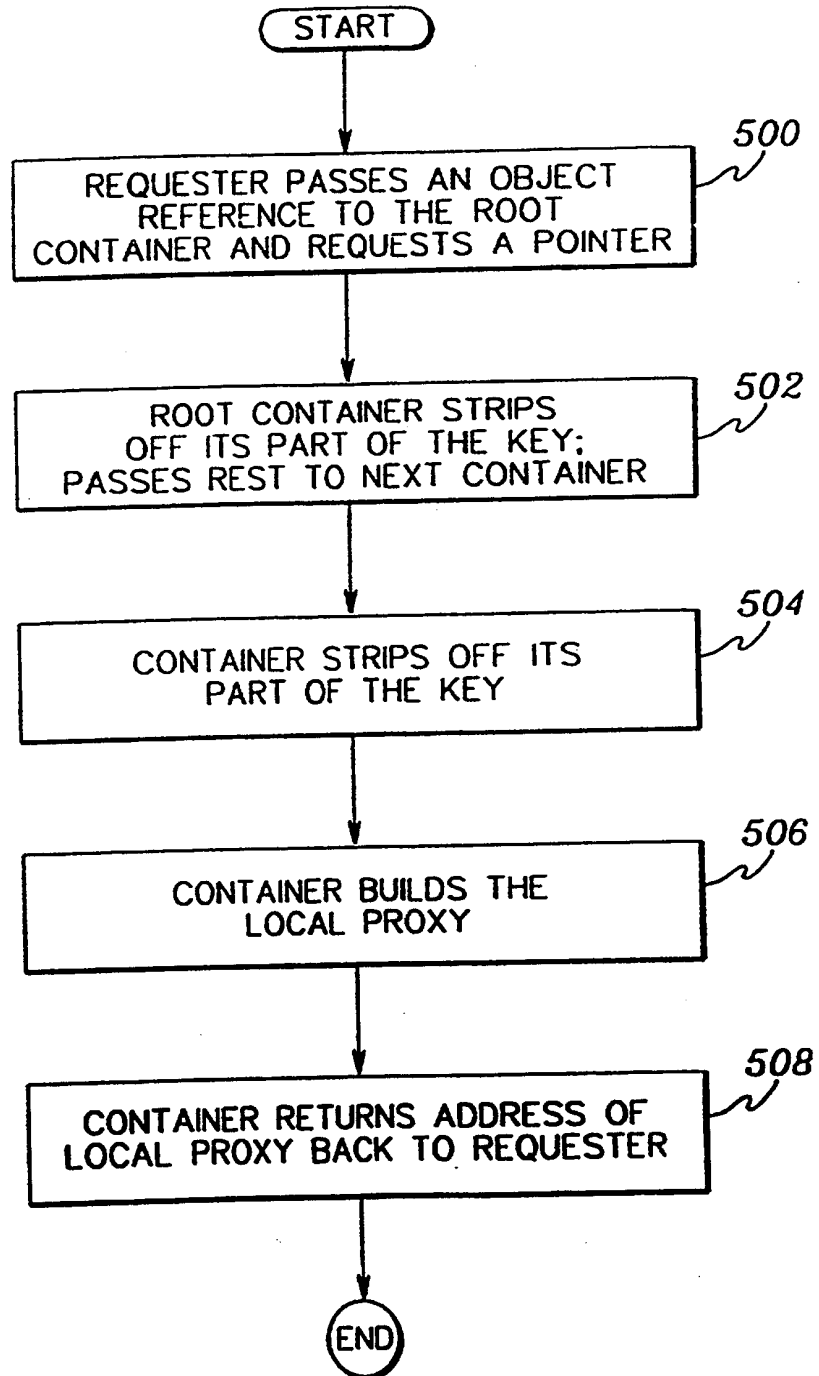 START
500
REQUESTER PASSES AN OBJECT
REFERENCE TO THE ROOT
CONTAINER AND REQUESTS A POINTER
502
ROOT CONTAINER STRIPS
OFF ITS PART OF THE KEY;
PASSES REST TO NEXT CONTAINER
504
CONTAINER STRIPS OFF ITS
PART OF THE KEY
506
CONTAINER BUILDS THE
LOCAL PROXY
508
CONTAINER RETURNS ADDRESS OF
LOCAL PROXY BACK TO REQUESTER
END